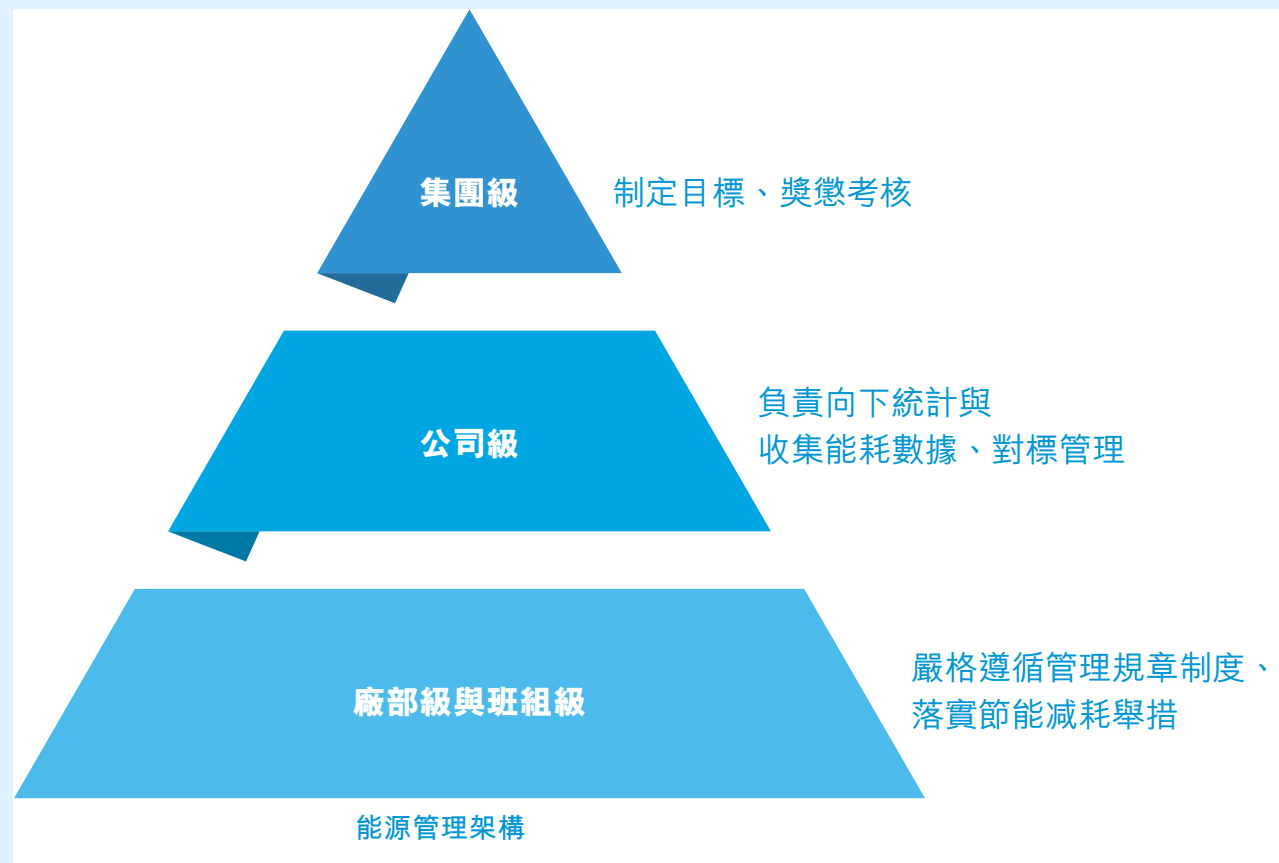 集團級
制定目標、獎懲考核
負責向下統計與
收集能耗數據、對標管理
公司級
嚴格遵循管理規章制度、
落實節能减耗舉措
廠部級與班組級
能源管理架構